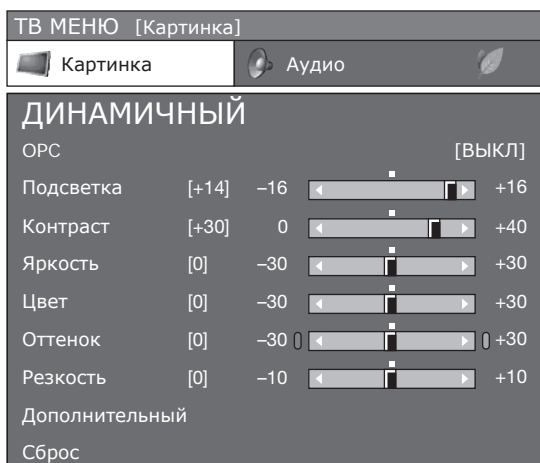 ТВ МЕНЮ [Картинка]
Картинка Аудио
ДИНАМИЧНЫЙ
OPC [ВЫКЛ]
Подсветка [+14] –16 +16
Контраст [+30] 0 +40
Яркость [0] –30 +30
Цвет [0] –30 +30
Оттенок [0] –30 +30
Резкость [0] –10 +10
Дополнительный
Сброс